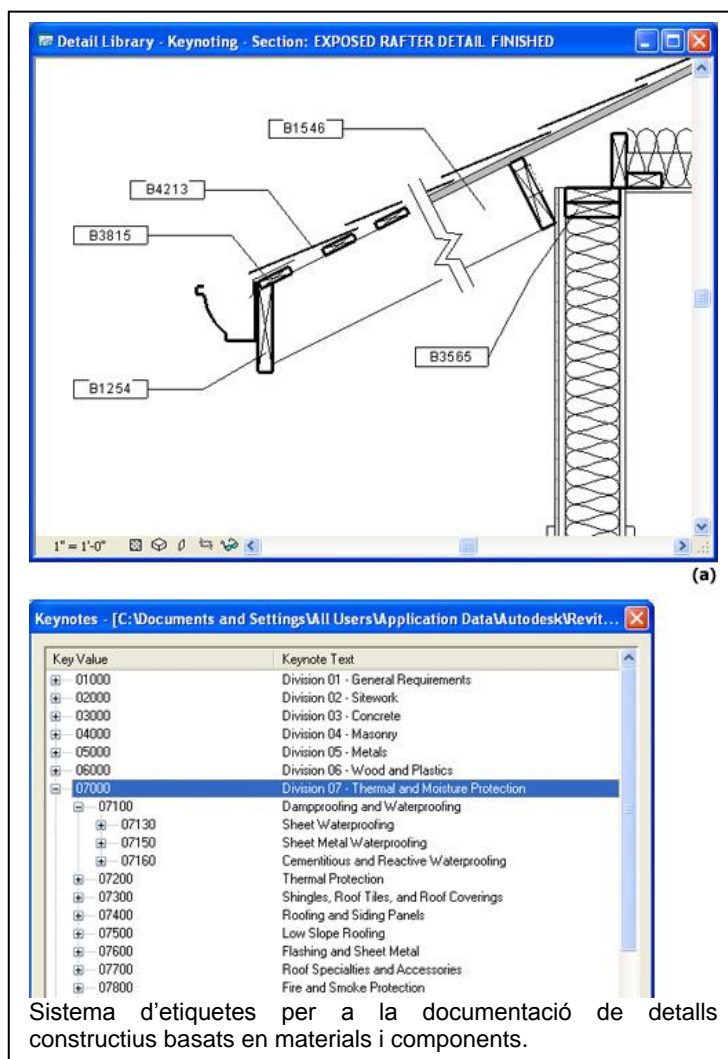 Detail Library - Keynoting - Section: EXPOSED RAFTER DETAIL FINISHED
B1546
B4213
B3815
B3565
B1254
1" = 1'-0"
(a)
Keynotes - [C:\Documents and Settings\All Users\Application Data\Autodesk\Revit...
Key Value Keynote Text
01000 Division 01 - General Requirements
02000 Division 02 - Sitework
03000 Division 03 - Concrete
04000 Division 04 - Masonry
05000 Division 05 - Metals
06000 Division 06 - Wood and Plastics
07000 Division 07 - Thermal and Moisture Protection
07100 Dampproofing and Waterproofing
07130 Sheet Waterproofing
07150 Sheet Metal Waterproofing
07160 Cementitious and Reactive Waterproofing
07200 Thermal Protection
07300 Shingles, Roof Tiles, and Roof Coverings
07400 Roofing and Siding Panels
07500 Low Slope Roofing
07600 Flashing and Sheet Metal
07700 Roof Specialties and Accessories
07800 Fire and Smoke Protection
Sistema d’etiquetes per a la documentació de detalls
constructius basats en materials i components.